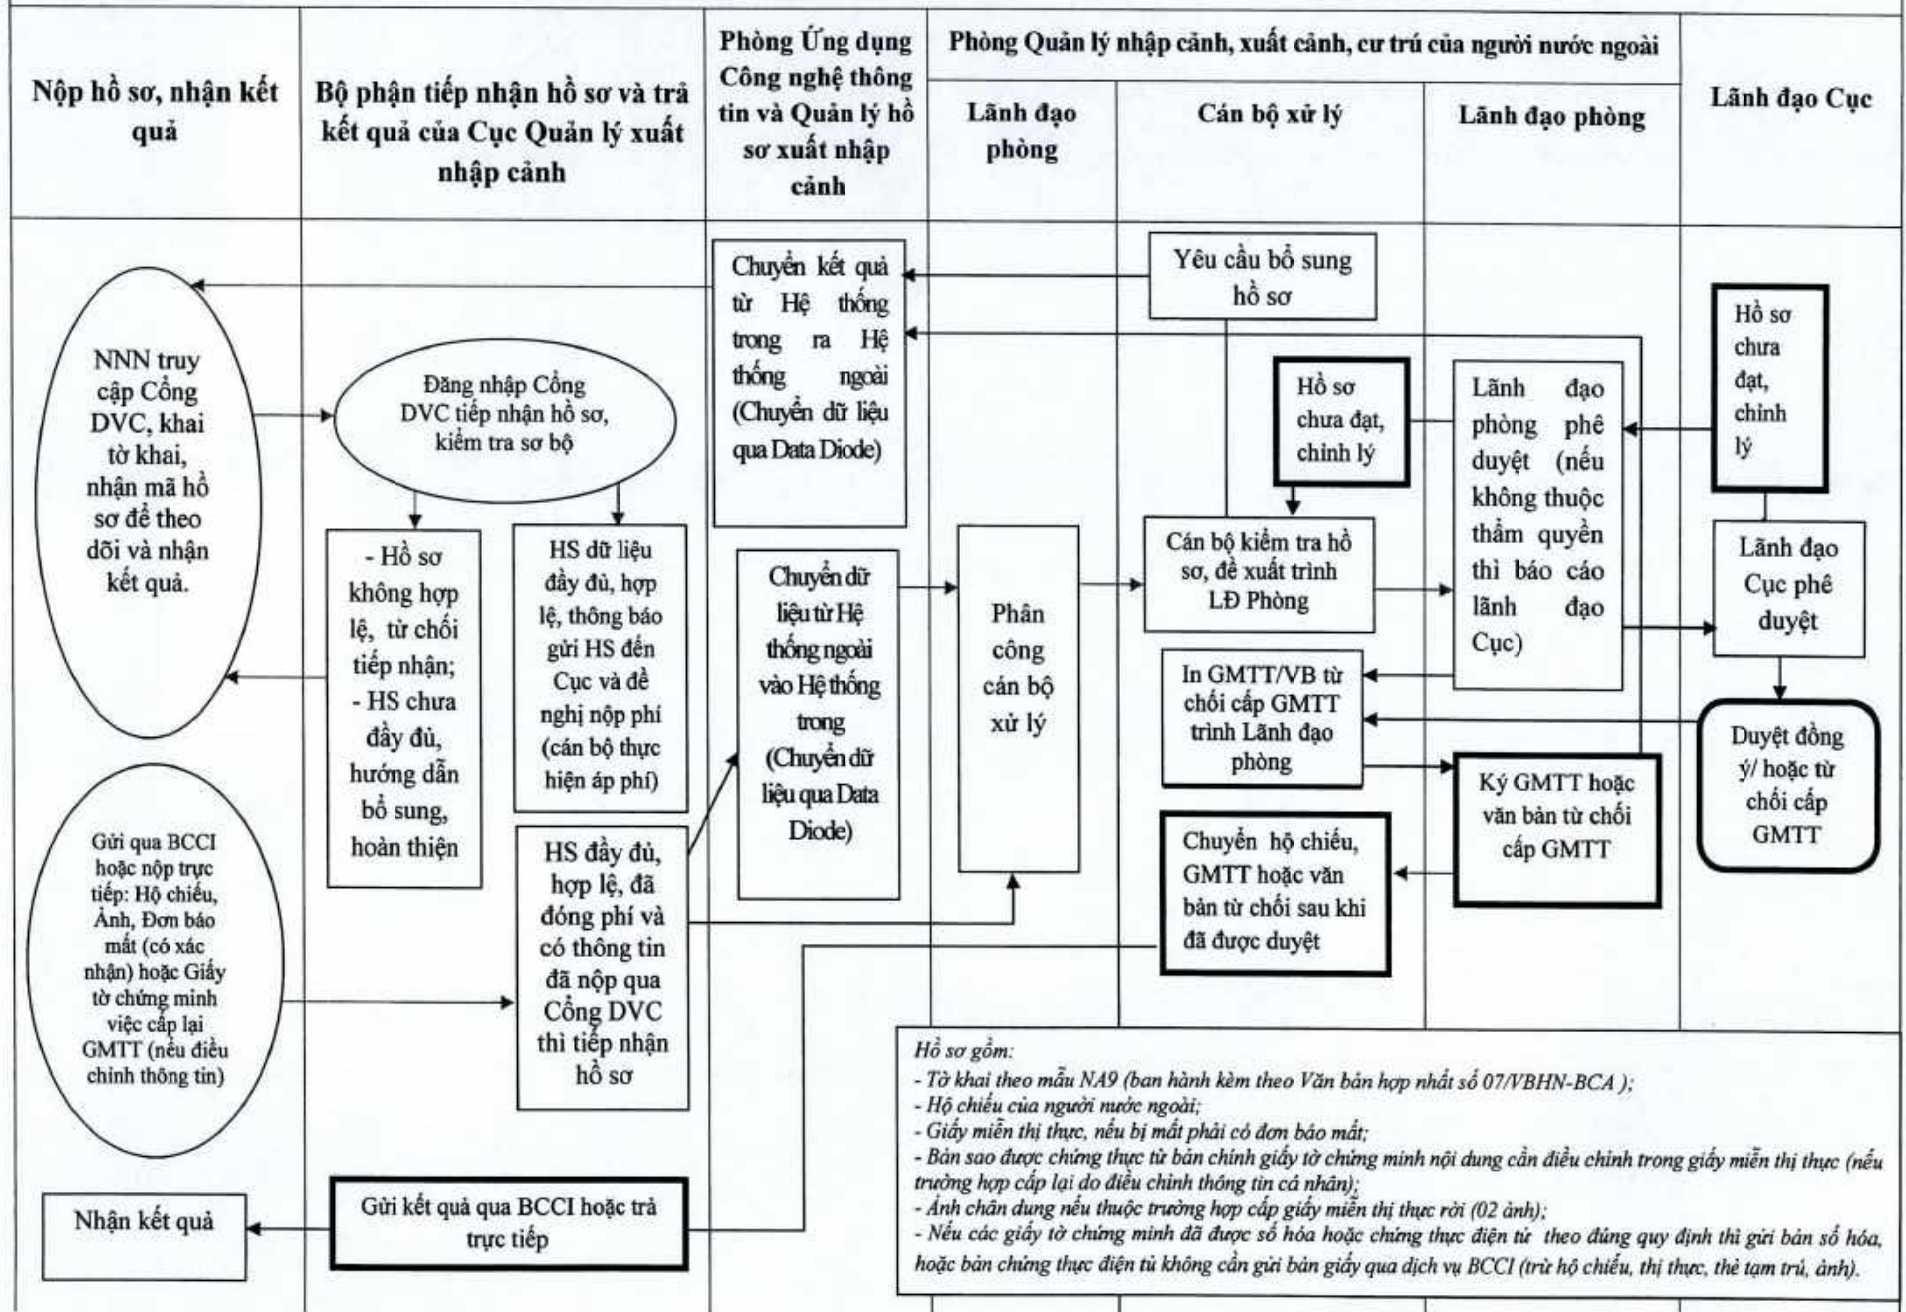 Nộp hồ sơ, nhận kết
quả
Bộ phận tiếp nhận hồ sơ và trả
kết quả của Cục Quản lý xuất
nhập cảnh
Phòng Ứng dụng
Công nghệ thông
tin và Quản lý hồ
sơ xuất nhập
cảnh
Phòng Quản lý nhập cảnh, xuất cảnh, cư trú của người nước ngoài
Lãnh đạo
phòng
Cán bộ xử lý
Lãnh đạo phòng
Lãnh đạo Cục
NNN truy
cập Cổng
DVC, khai
tờ khai,
nhận mã hồ
sơ để theo
dõi và nhận
kết quả.
Đăng nhập Cổng
DVC tiếp nhận hồ sơ,
kiểm tra sơ bộ
- Hồ sơ
không hợp
lệ, từ chối
tiếp nhận;
- HS chưa
đầy đủ,
hướng dẫn
bổ sung,
hoàn thiện
HS dữ liệu
đầy đủ, hợp
lệ, thông báo
gửi HS đến
Cục và đề
nghị nộp phí
(cán bộ thực
hiện áp phí)
Chuyển kết quả
từ Hệ thống
trong ra Hệ
thống ngoài
(Chuyển dữ liệu
qua Data Diode)
Chuyển dữ
liệu từ Hệ
thống ngoài
vào Hệ thống
trong
(Chuyển dữ
liệu qua Data
Diode)
Phân
công
cán bộ
xử lý
Yêu cầu bổ sung
hồ sơ
Hồ sơ
chưa đạt,
chỉnh lý
Cán bộ kiểm tra hồ
sơ, đề xuất trình
LĐ Phòng
In GMTT/VB từ
chối cấp GMTT
trình Lãnh đạo
phòng
Chuyển hộ chiếu,
GMTT hoặc văn
bản từ chối sau khi
đã được duyệt
Lãnh đạo
phòng phê
duyệt (nếu
không thuộc
thẩm quyền
thì báo cáo
lãnh đạo
Cục)
Ký GMTT hoặc
văn bản từ chối
cấp GMTT
Hồ sơ
chưa
đạt,
chỉnh
lý
Lãnh đạo
Cục phê
duyệt
Duyệt đồng
ý/ hoặc từ
chối cấp
GMTT
Gửi qua BCCI
hoặc nộp trực
tiếp: Hộ chiếu,
Ảnh, Đơn báo
mất (có xác
nhận) hoặc Giấy
tờ chứng minh
việc cấp lại
GMTT (nếu điều
chỉnh thông tin)
HS đầy đủ,
hợp lệ, đã
đóng phí và
có thông tin
đã nộp qua
Cổng DVC
thì tiếp nhận
hồ sơ
Nhận kết quả
Gửi kết quả qua BCCI hoặc trả
trực tiếp
Hồ sơ gồm:
- Tờ khai theo mẫu NA9 (ban hành kèm theo Văn bản hợp nhất số 07/VBHN-BCA );
- Hộ chiếu của người nước ngoài;
- Giấy miễn thị thực, nếu bị mất phải có đơn báo mất;
- Bản sao được chứng thực từ bản chính giấy tờ chứng minh nội dung cần điều chỉnh trong giấy miễn thị thực (nếu
trường hợp cấp lại do điều chỉnh thông tin cá nhân);
- Ảnh chân dung nếu thuộc trường hợp cấp giấy miễn thị thực rời (02 ảnh);
- Nếu các giấy tờ chứng minh đã được số hóa hoặc chứng thực điện tử theo đúng quy định thì gửi bản số hóa,
hoặc bản chứng thực điện tủ không cần gửi bản giấy qua dịch vụ BCCI (trừ hộ chiếu, thị thực, thẻ tạm trú, ảnh).